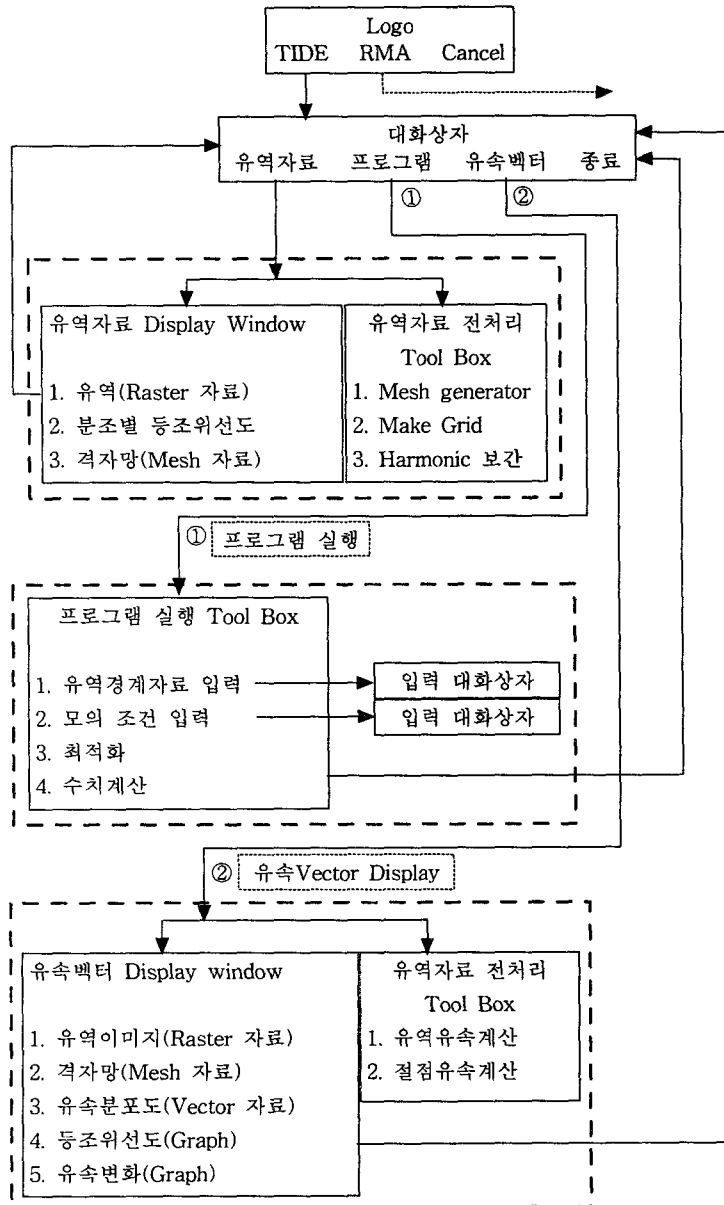 Logo
TIDE RMA Cancel
대화상자
유역자료 프로그램 유속벡터 종료
① ②
유역자료 Display Window
1. 유역(Raster 자료)
2. 분조별 등조위선도
3. 격자망(Mesh 자료)
유역자료 전처리
Tool Box
1. Mesh generator
2. Make Grid
3. Harmonic 보간
① 프로그램 실행
프로그램 실행 Tool Box
1. 유역경계자료 입력
2. 모의 조건 입력
3. 최적화
4. 수치계산
입력 대화상자
입력 대화상자
② 유속Vector Display
유속벡터 Display window
1. 유역이미지(Raster 자료)
2. 격자망(Mesh 자료)
3. 유속분포도(Vector 자료)
4. 등조위선도(Graph)
5. 유속변화(Graph)
유역자료 전처리
Tool Box
1. 유역유속계산
2. 절점유속계산